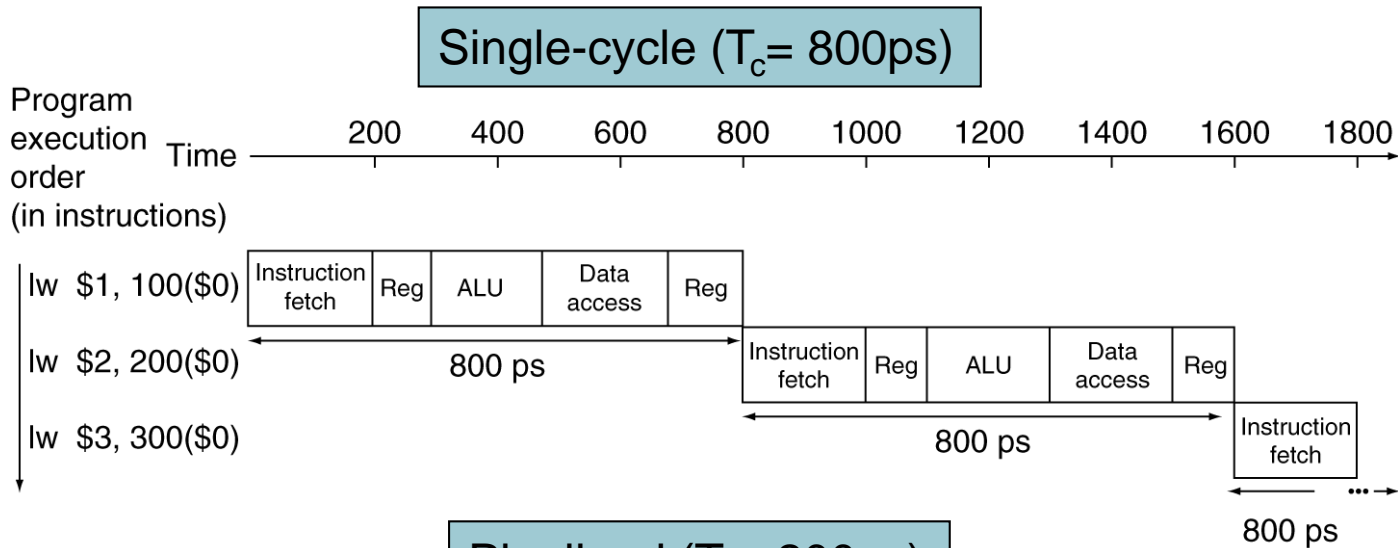 Single-cycle (Tc= 800ps)
Program
execution
order
(in instructions)
Time
200 400 600 800 1000 1200 1400 1600 1800
lw $1, 100($0)
Instruction
fetch
Reg
ALU
Data
access
Reg
800 ps
lw $2, 200($0)
Instruction
fetch
Reg
ALU
Data
access
Reg
800 ps
lw $3, 300($0)
Instruction
fetch
...
800 ps